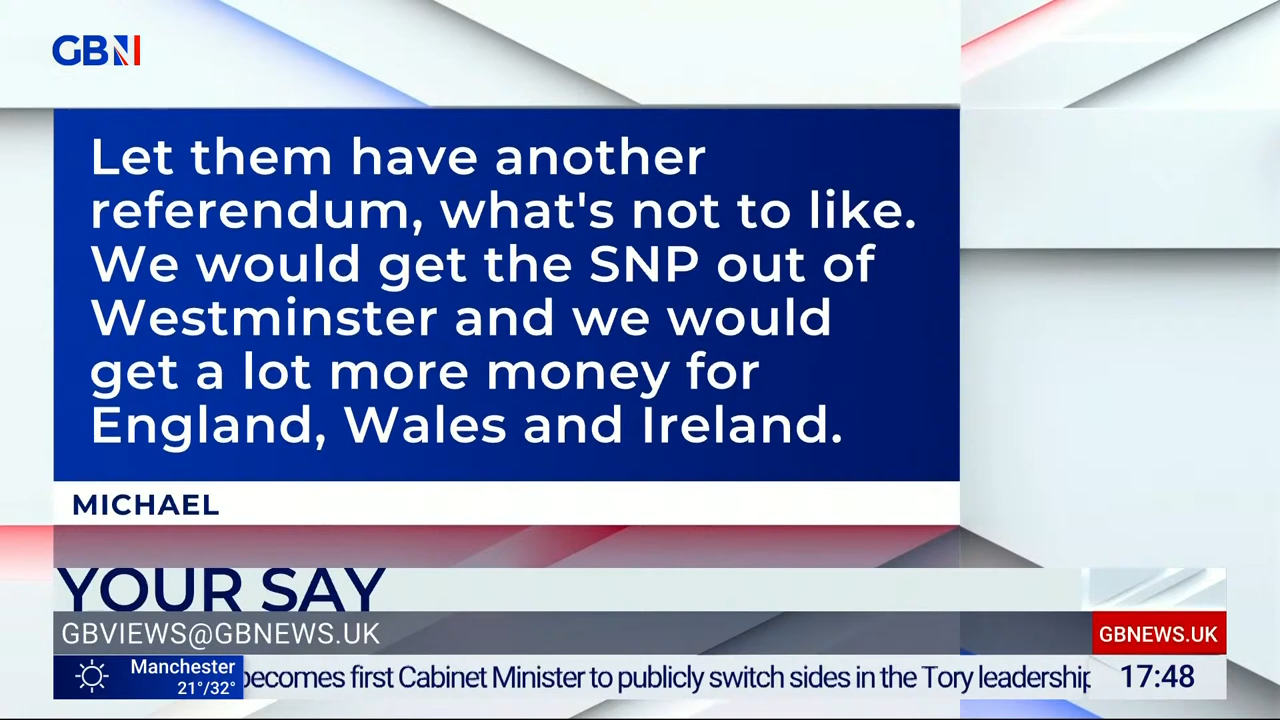 GBN
Let them have another
referendum, what's not to like.
We would get the SNP out of
Westminster and we would
get a lot more money for
England, Wales and Ireland.
MICHAEL
YOUR SAY
GBVIEWS@GBNEWS.UK
GBNEWS.UK
Manchester
21°/32°
becomes first Cabinet Minister to publicly switch sides in the Tory leadership
17:48